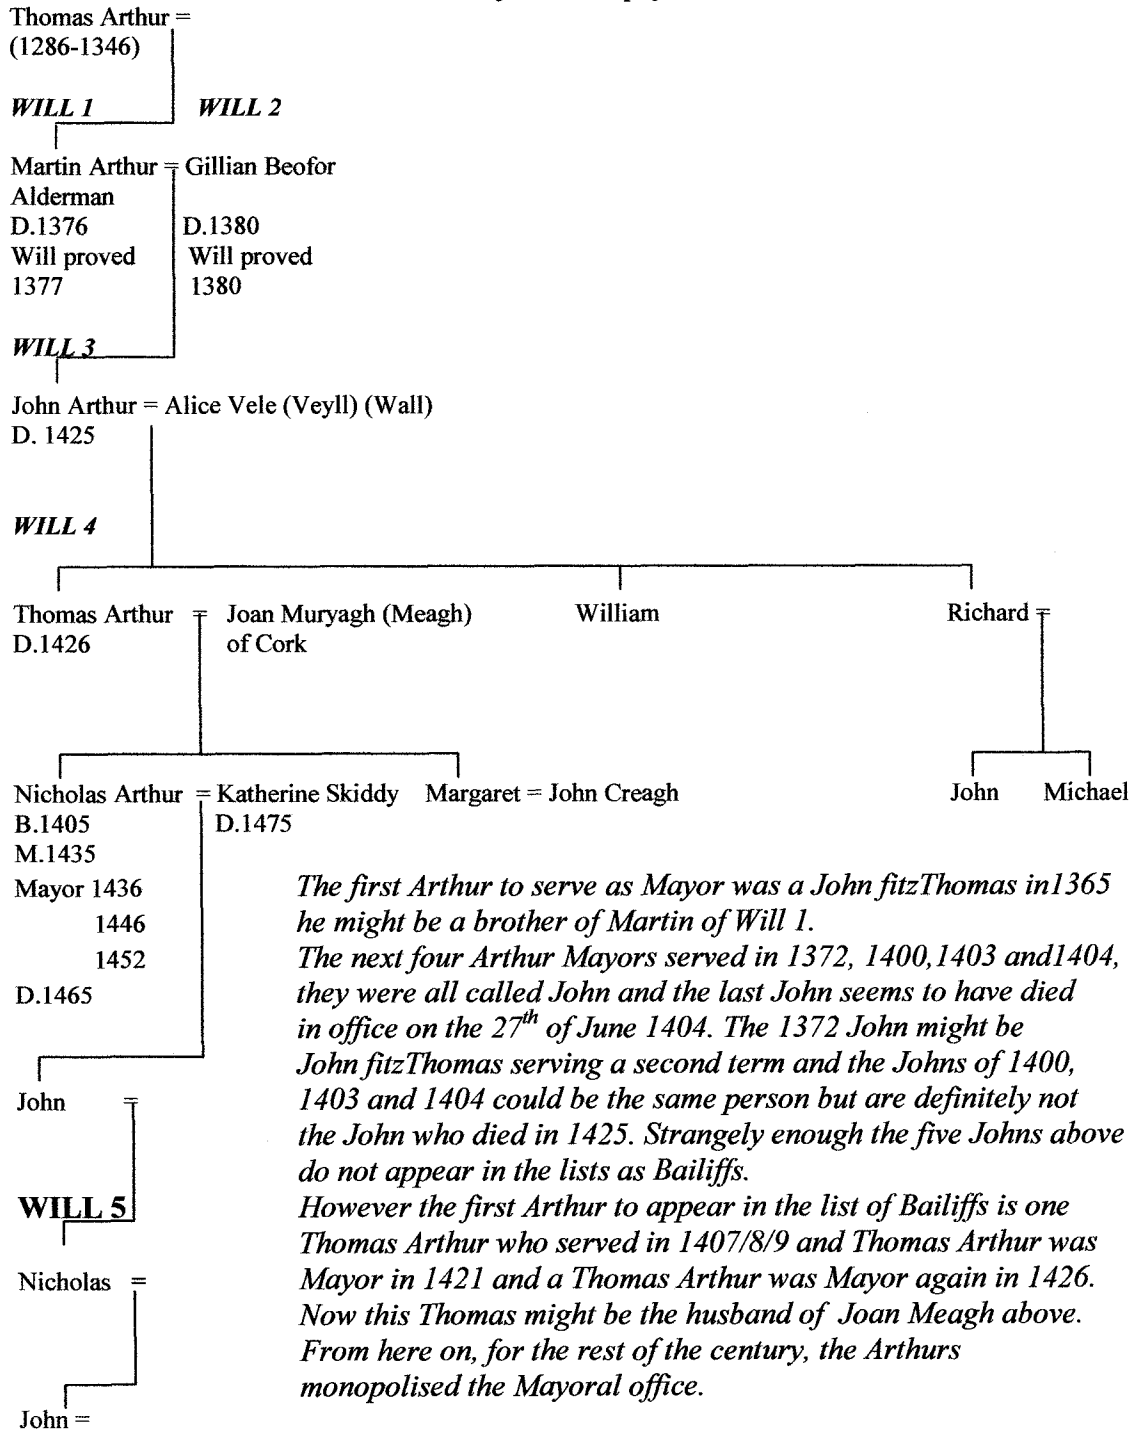 Thomas Arthur =
(1286-1346)
WILL 1 WILL 2
Martin Arthur = Gillian Beofor
Alderman
D.1376 D.1380
Will proved Will proved
1377 1380
WILL 3
John Arthur = Alice Vele (Veyll) (Wall)
D. 1425
WILL 4
Thomas Arthur = Joan Muryagh (Meagh) William Richard =
D.1426 of Cork
Nicholas Arthur = Katherine Skiddy Margaret = John Creagh John Michael
B.1405 D.1475
M.1435
Mayor 1436
1446
1452
D.1465
John =
WILL 5
Nicholas =
John =
The first Arthur to serve as Mayor was a John fitzThomas in1365
he might be a brother of Martin of Will 1.
The next four Arthur Mayors served in 1372, 1400,1403 and1404,
they were all called John and the last John seems to have died
in office on the 27th of June 1404. The 1372 John might be
John fitzThomas serving a second term and the Johns of 1400,
1403 and 1404 could be the same person but are definitely not
the John who died in 1425. Strangely enough the five Johns above
do not appear in the lists as Bailiffs.
However the first Arthur to appear in the list of Bailiffs is one
Thomas Arthur who served in 1407/8/9 and Thomas Arthur was
Mayor in 1421 and a Thomas Arthur was Mayor again in 1426.
Now this Thomas might be the husband of Joan Meagh above.
From here on, for the rest of the century, the Arthurs
monopolised the Mayoral office.